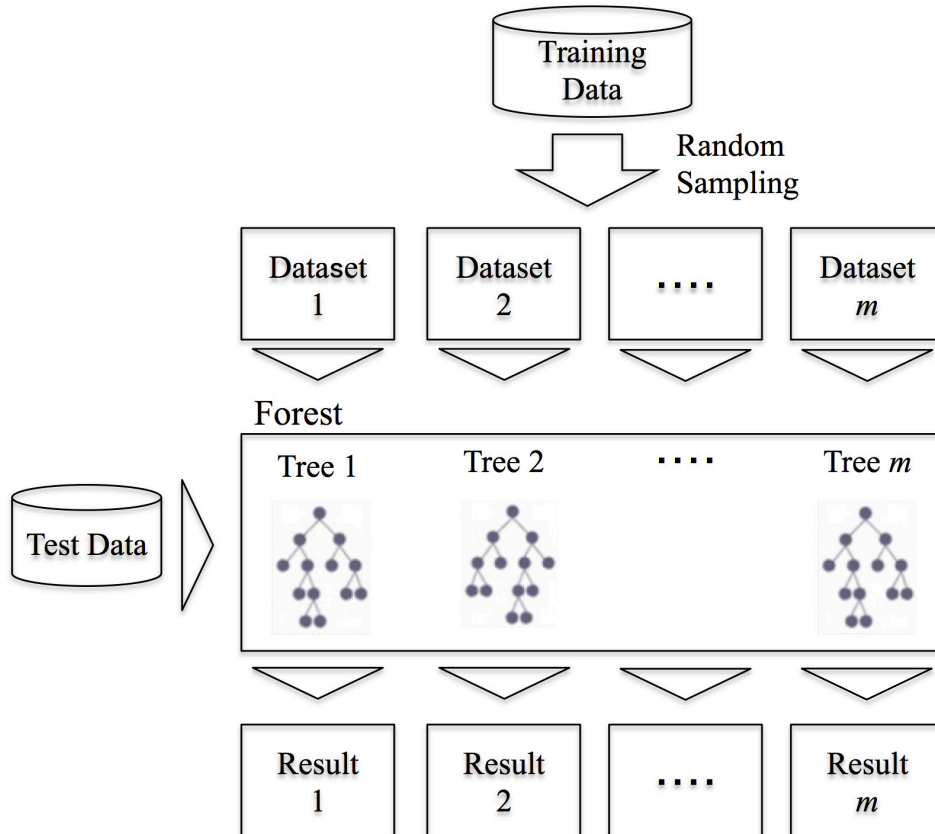 Training
Data
Random
Sampling
Dataset
1
Dataset
2
....
Dataset
m
Forest
Tree 1
Tree 2
....
Tree m
Test Data
Result
1
Result
2
....
Result
m